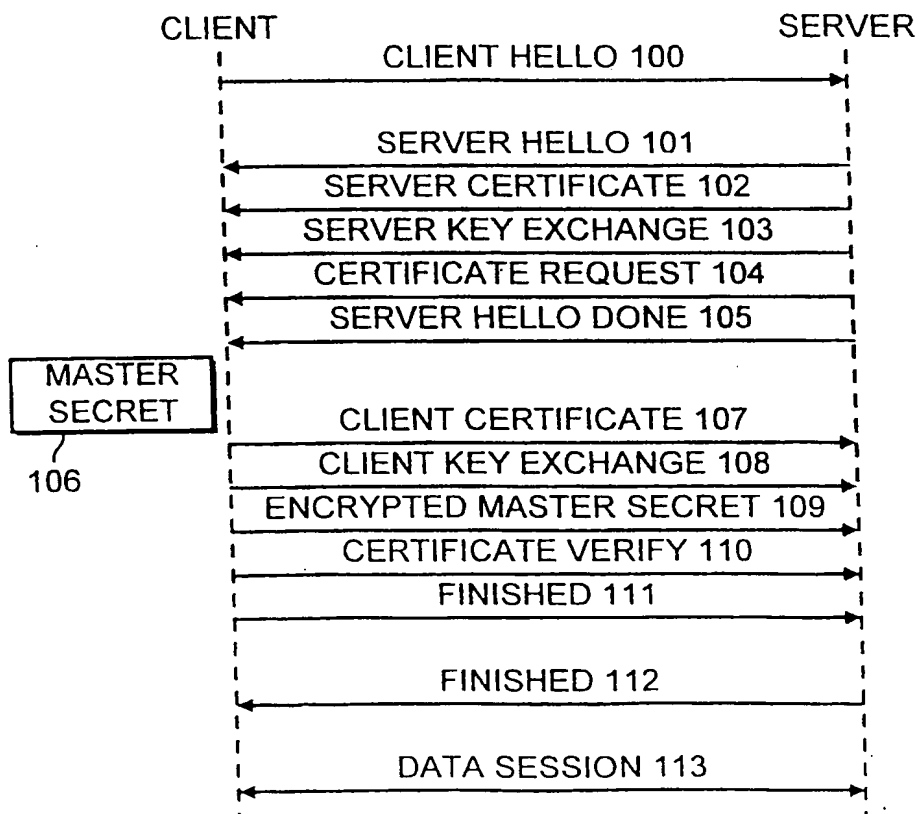 CLIENT
SERVER
CLIENT HELLO 100
SERVER HELLO 101
SERVER CERTIFICATE 102
SERVER KEY EXCHANGE 103
CERTIFICATE REQUEST 104
SERVER HELLO DONE 105
MASTER
SECRET
106
CLIENT CERTIFICATE 107
CLIENT KEY EXCHANGE 108
ENCRYPTED MASTER SECRET 109
CERTIFICATE VERIFY 110
FINISHED 111
FINISHED 112
DATA SESSION 113